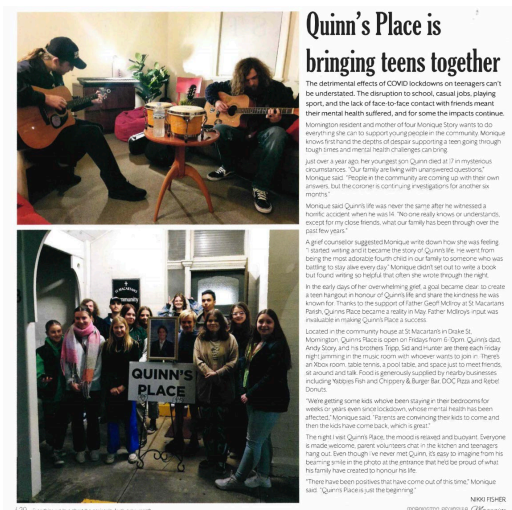 Quinn's Place is
bringing teens together
The detrimental effects of COVID lockdowns on teenagers can't
be understated. The disruption to school, casual jobs, playing
sport, and the lack of face-to-face contact with friends meant
their mental health suffered, and for some the impacts continue.
Mornington resident and mother of four Monique Story wants to do
everything she can to support young people in the community. Monique
knows first hand the depths of despair supporting a teen going through
tough times and mental health challenges can bring.
Just over a year ago, her youngest son Quinn died at 17 in mysterious
circumstances. "Our family are living with unanswered questions,"
Monique said. "People in the community are coming up with their own
answers, but the coroner is continuing investigations for another six
months."
Monique said Quinn's life was never the same after he witnessed a
horrific accident when he was 14. "No one really knows or understands,
except for my close friends, what our family has been through over the
past few years."
A grief counsellor suggested Monique write down how she was feeling.
"I started writing and it became the story of our life. He went from
being the most adorable fourth child in our family to someone who was
battling to stay alive every day." Monique didn't set out to write a book
but found writing so helpful that often she wrote through the night.
In the early days of her overwhelming grief, a goal became clear: to create
a teen hangout in honour of Quinn's life and share the kindness he was
known for. Thanks to the support of Father Geoff McIlroy at St Macartan's
Parish, Quinn's Place became a reality in May. Father McIlroy's input was
invaluable in making Quinn's Place a success.
Located in the community house at St Macartan's in Drake St,
Mornington, Quinn's Place is open on Fridays from 6-10pm. Quinn's dad,
Andy Story, and his brothers Tripp, Sid and Hunter are there each Friday
night jamming in the music room with whoever wants to join in. There's
an Xbox room, table tennis, a pool table, and space just to meet friends,
sit around and talk. Food is generously supplied by nearby businesses
including Yabbies Fish and Chippery & Burger Bar, DOC Pizza and Rebel
Donuts.
"We're getting some kids who've been staying in their bedrooms for
weeks or years even since lockdown, whose mental health has been
affected," Monique said. "Parents are convincing their kids to come and
then the kids have come back, which is great."
The night I visit Quinn's Place, the mood is relaxed and buoyant. Everyone
is made welcome, parent volunteers chat in the kitchen and teenagers
hang out. Even though I've never met Quinn, it's easy to imagine from his
beaming smile in the photo at the entrance that he'd be proud of what
his family have created to honour his life.
"There have been positives that have come out of this time," Monique
said. "Quinn's Place is just the beginning."
NIKKI FISHER
QUINN'S
PLACE
ST MACARTANS